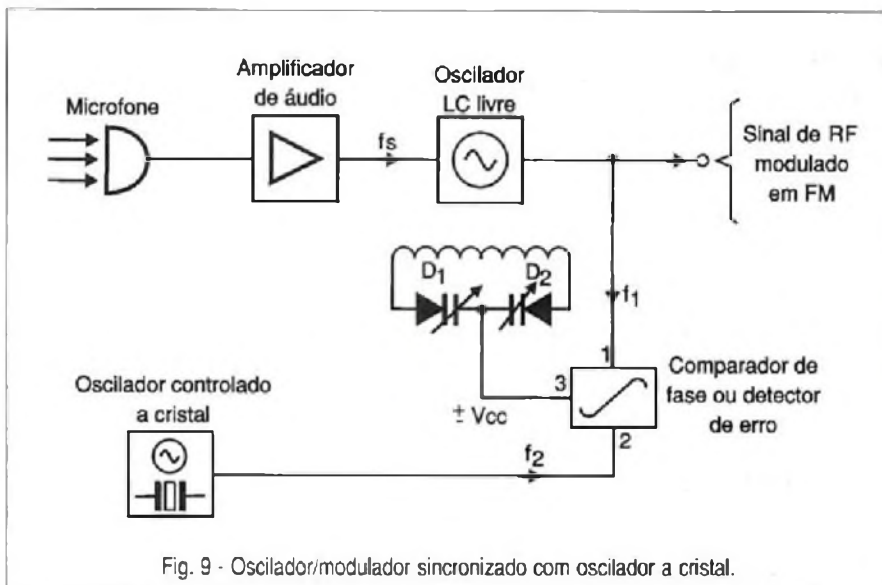 Microfone
Amplificador
de áudio
fs
Oscilador
LC livre
Sinal de RF
modulado
em FM
D1
D2
f1
1
3
± Vcc
2
Comparador de
fase ou detector
de erro
Oscilador controlado
a cristal
f2
Fig. 9 - Oscilador/modulador sincronizado com oscilador a cristal.